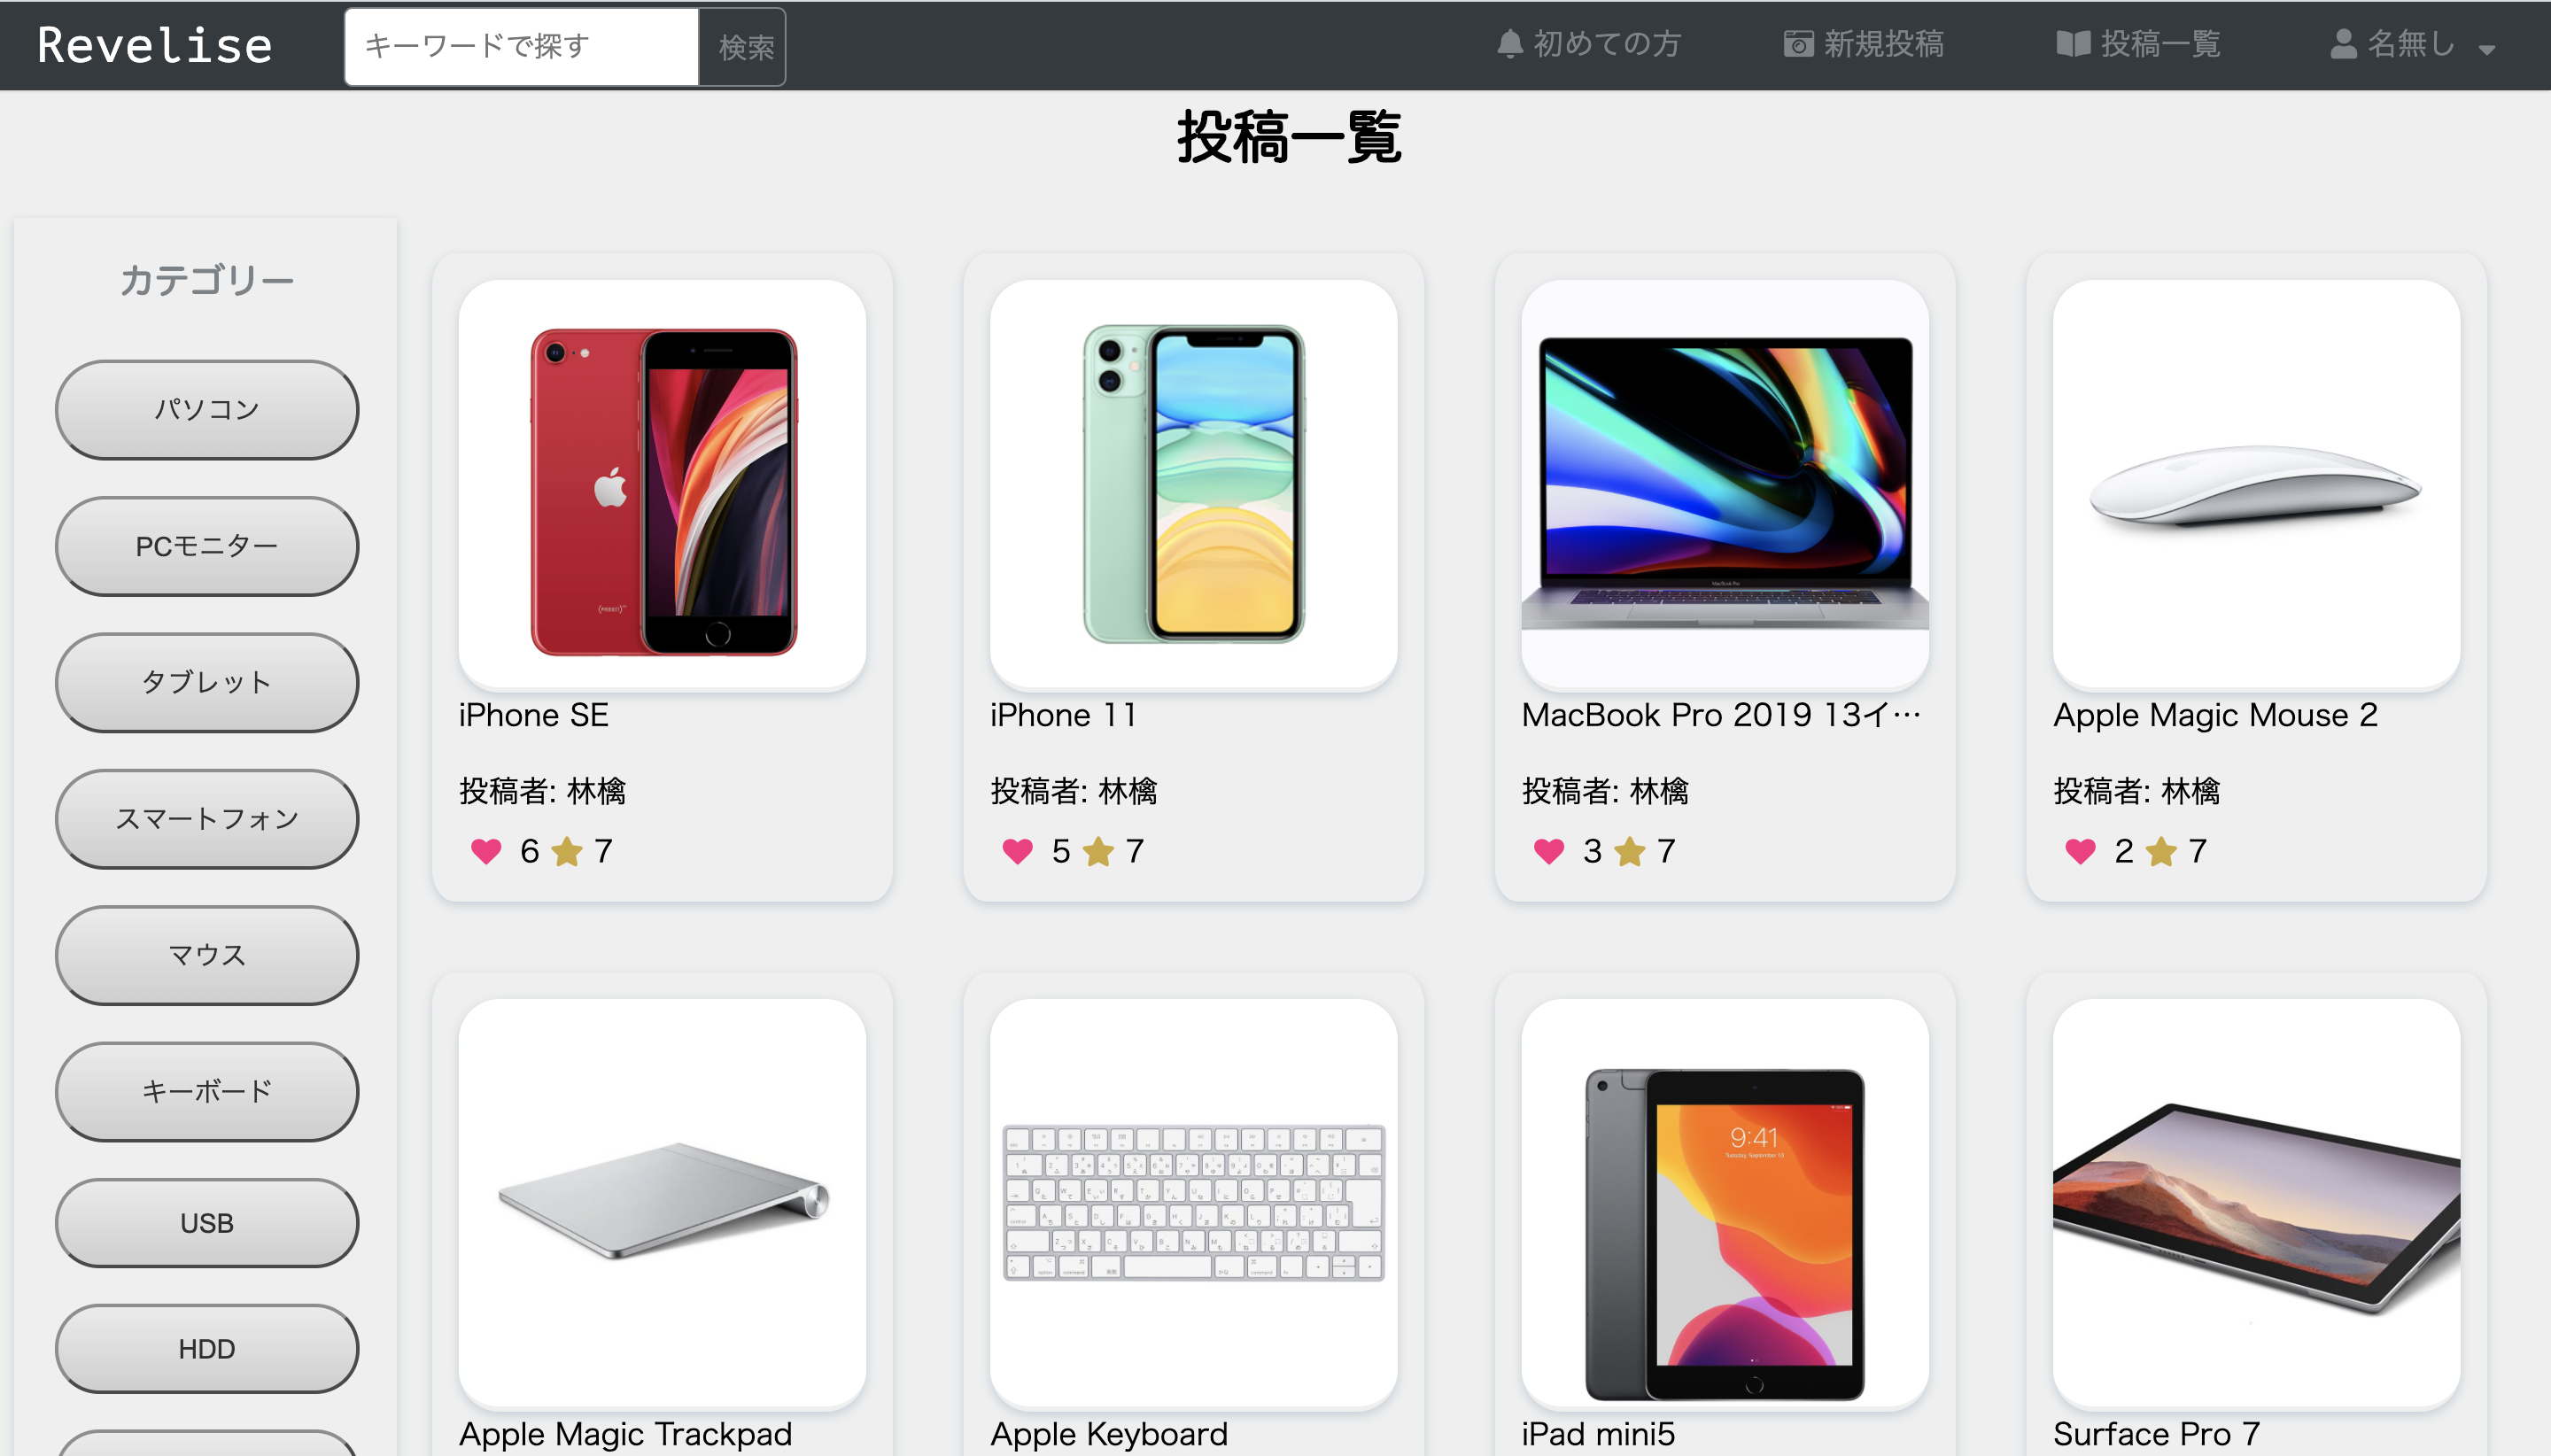 Revelise
キーワードで探す
検索
初めての方
新規投稿
投稿一覧
名無し
投稿一覧
カテゴリー
パソコン
PCモニター
タブレット
スマートフォン
マウス
キーボード
USB
HDD
iPhone SE
投稿者: 林檎
6 7
iPhone 11
投稿者: 林檎
5 7
MacBook Pro
MacBook Pro 2019 13イ…
投稿者: 林檎
3 7
Apple Magic Mouse 2
投稿者: 林檎
2 7
Apple Magic Trackpad
Apple Keyboard
9:41
Tuesday, September 10
iPad mini5
Surface Pro 7